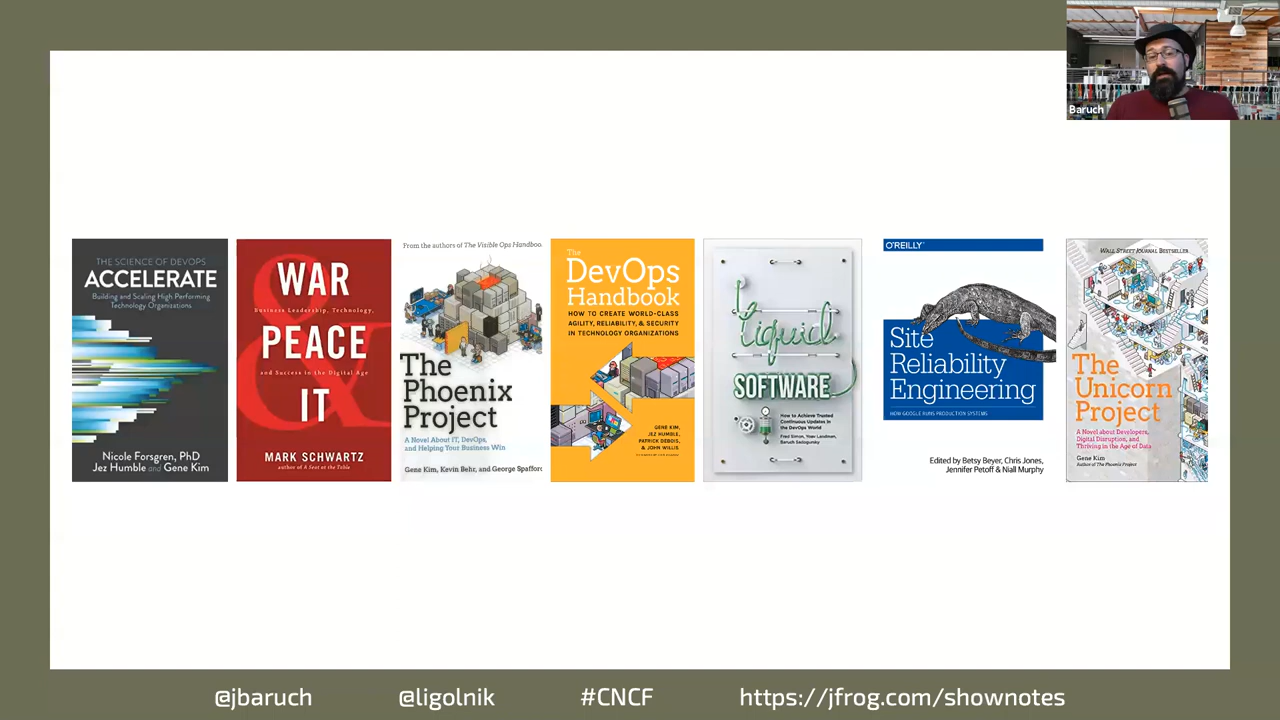 Baruch
THE SCIENCE OF DEVOPS
ACCELERATE
Building and Scaling High Performing
Technology Organizations
Nicole Forsgren, PhD
Jez Humble and Gene Kim
WAR
Business Leadership, Technology,
PEACE
and Success in the Digital Age
&
IT
MARK SCHWARTZ
author of A Seat at the Table
From the authors of The Visible Ops Handboo
The
Phoenix
Project
A Novel About IT, DevOps,
and Helping Your Business Win
Gene Kim, Kevin Behr, and George Spafford
The
DevOps
Handbook
HOW TO CREATE WORLD-CLASS
AGILITY, RELIABILITY, & SECURITY
IN TECHNOLOGY ORGANIZATIONS
GENE KIM,
JEZ HUMBLE,
PATRICK DEBOIS,
& JOHN WILLIS
Liquid
SOFTWARE
How to Achieve Trusted
Continuous Updates in
the DevOps World
Fred Simon, Yoav Landman,
Baruch Sadogursky
O'REILLY
Site
Reliability
Engineering
HOW GOOGLE RUNS PRODUCTION SYSTEMS
Edited by Betsy Beyer, Chris Jones,
Jennifer Petoff & Niall Murphy
WALL STREET JOURNAL BESTSELLER
The
Unicorn
Project
A Novel about Developers,
Digital Disruption, and
Thriving in the Age of Data
Gene Kim
Author of The Phoenix Project
@jbaruch @ligolnik #CNCF https://jfrog.com/shownotes